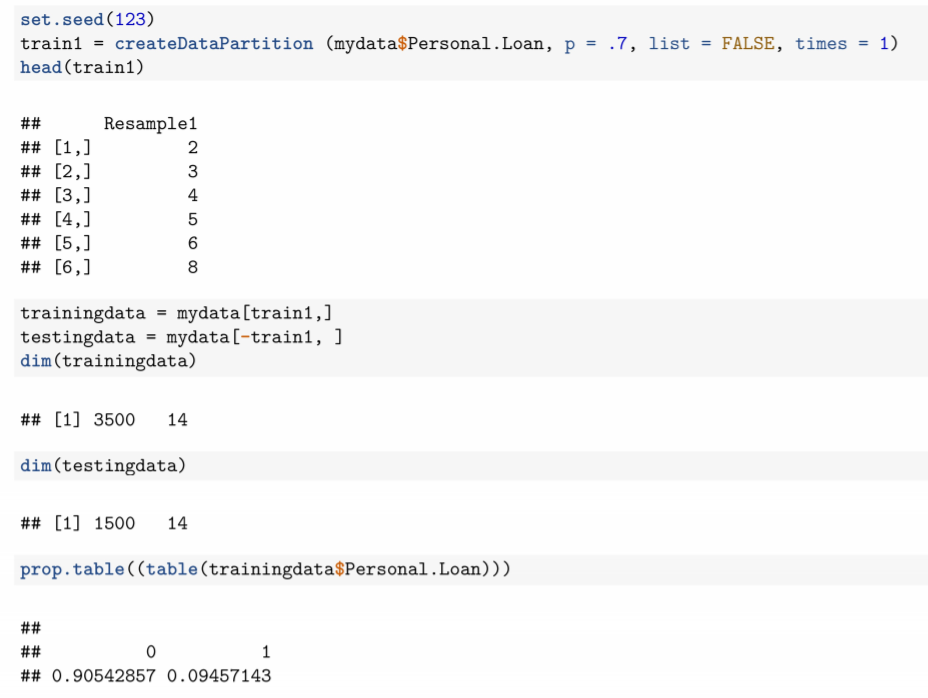 set.seed(123)
train1 = createDataPartition (mydata$Personal.Loan, p = .7, list = FALSE, times = 1)
head(train1)
##      Resample1
## [1,]         2
## [2,]         3
## [3,]         4
## [4,]         5
## [5,]         6
## [6,]         8
trainingdata = mydata[train1,]
testingdata = mydata[-train1, ]
dim(trainingdata)
## [1] 3500   14
dim(testingdata)
## [1] 1500   14
prop.table((table(trainingdata$Personal.Loan)))
##
##          0          1
## 0.90542857 0.09457143